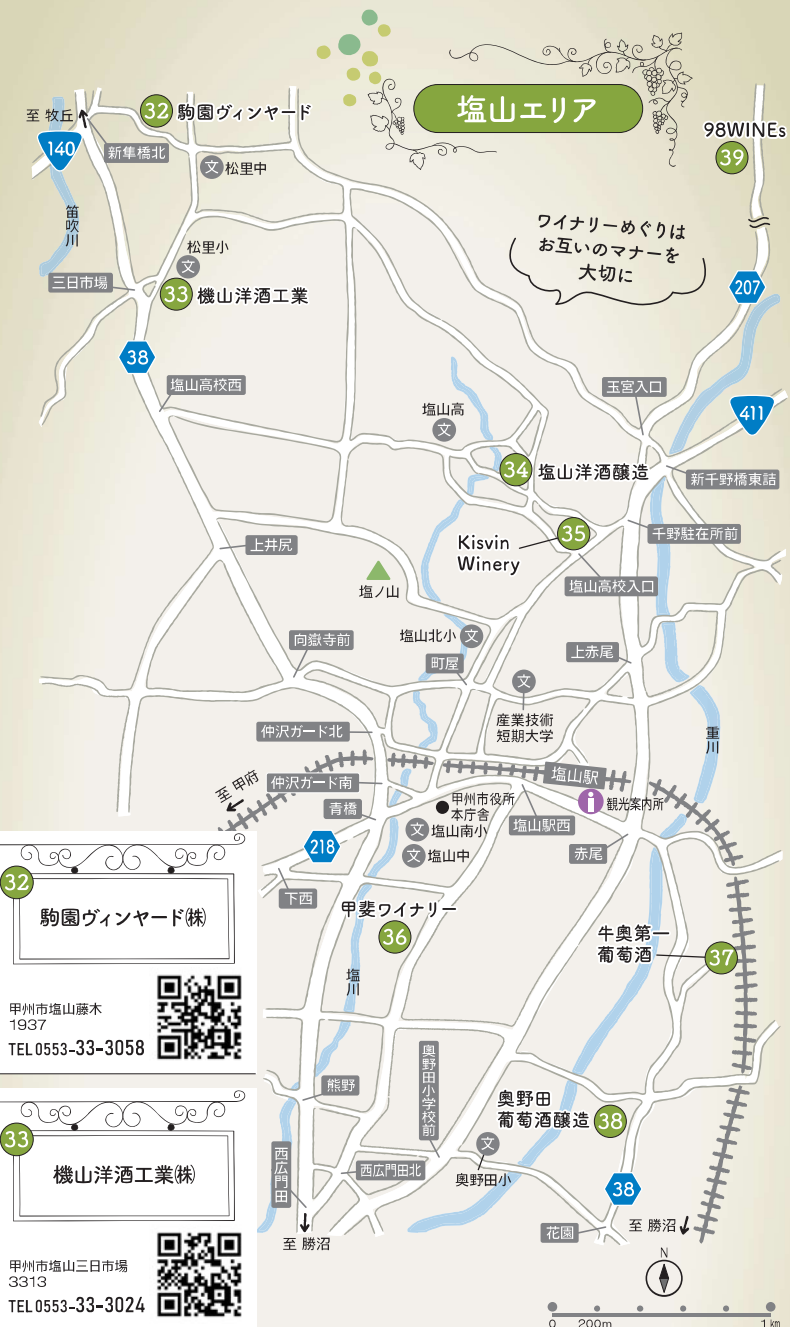 塩山エリア
至 牧丘
32 駒園ヴィンヤード
140
新隼橋北
文 松里中
98WINEs
39
笛吹川
ワイナリーめぐりは
お互いのマナーを
大切に
松里小
文
三日市場
33 機山洋酒工業
207
38
塩山高校西
玉宮入口
411
塩山高
文
34 塩山洋酒醸造
新千野橋東詰
35
千野駐在所前
Kisvin
Winery
上井尻
塩ノ山
塩山高校入口
塩山北小 文
向嶽寺前
町屋
上赤尾
文
産業技術
短期大学
重川
仲沢ガード北
塩山駅
至 甲府
仲沢ガード南
i 観光案内所
甲州市役所
本庁舎
青橋
塩山駅西
文 塩山南小
218
文 塩山中
赤尾
下西
甲斐ワイナリー
36
牛奥第一
葡萄酒
37
塩川
奥野田小学校前
熊野
奥野田
葡萄酒醸造 38
文
奥野田小
西広門田
西広門田北
38
至 勝沼
花園
至 勝沼
N
0 200m 1km
32
駒園ヴィンヤード㈱
甲州市塩山藤木
1937
TEL 0553-33-3058
33
機山洋酒工業㈱
甲州市塩山三日市場
3313
TEL 0553-33-3024